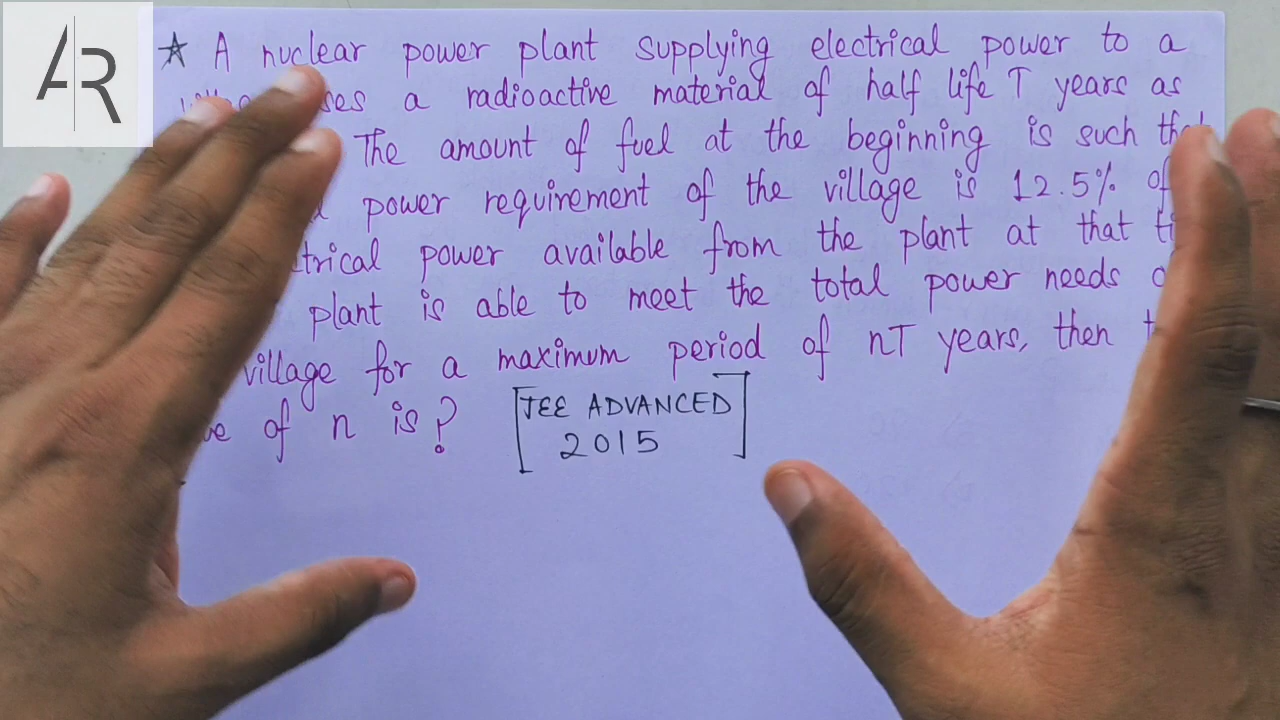 AR
☆ A nuclear power plant supplying electrical power to a
a radioactive material of half life T years as
The amount of fuel at the beginning is such that
power requirement of the village is 12.5% of
power available from the plant at that
plant is able to meet the total power needs
village for a maximum period of nT years, then
of n is?
[JEE ADVANCED
2015]